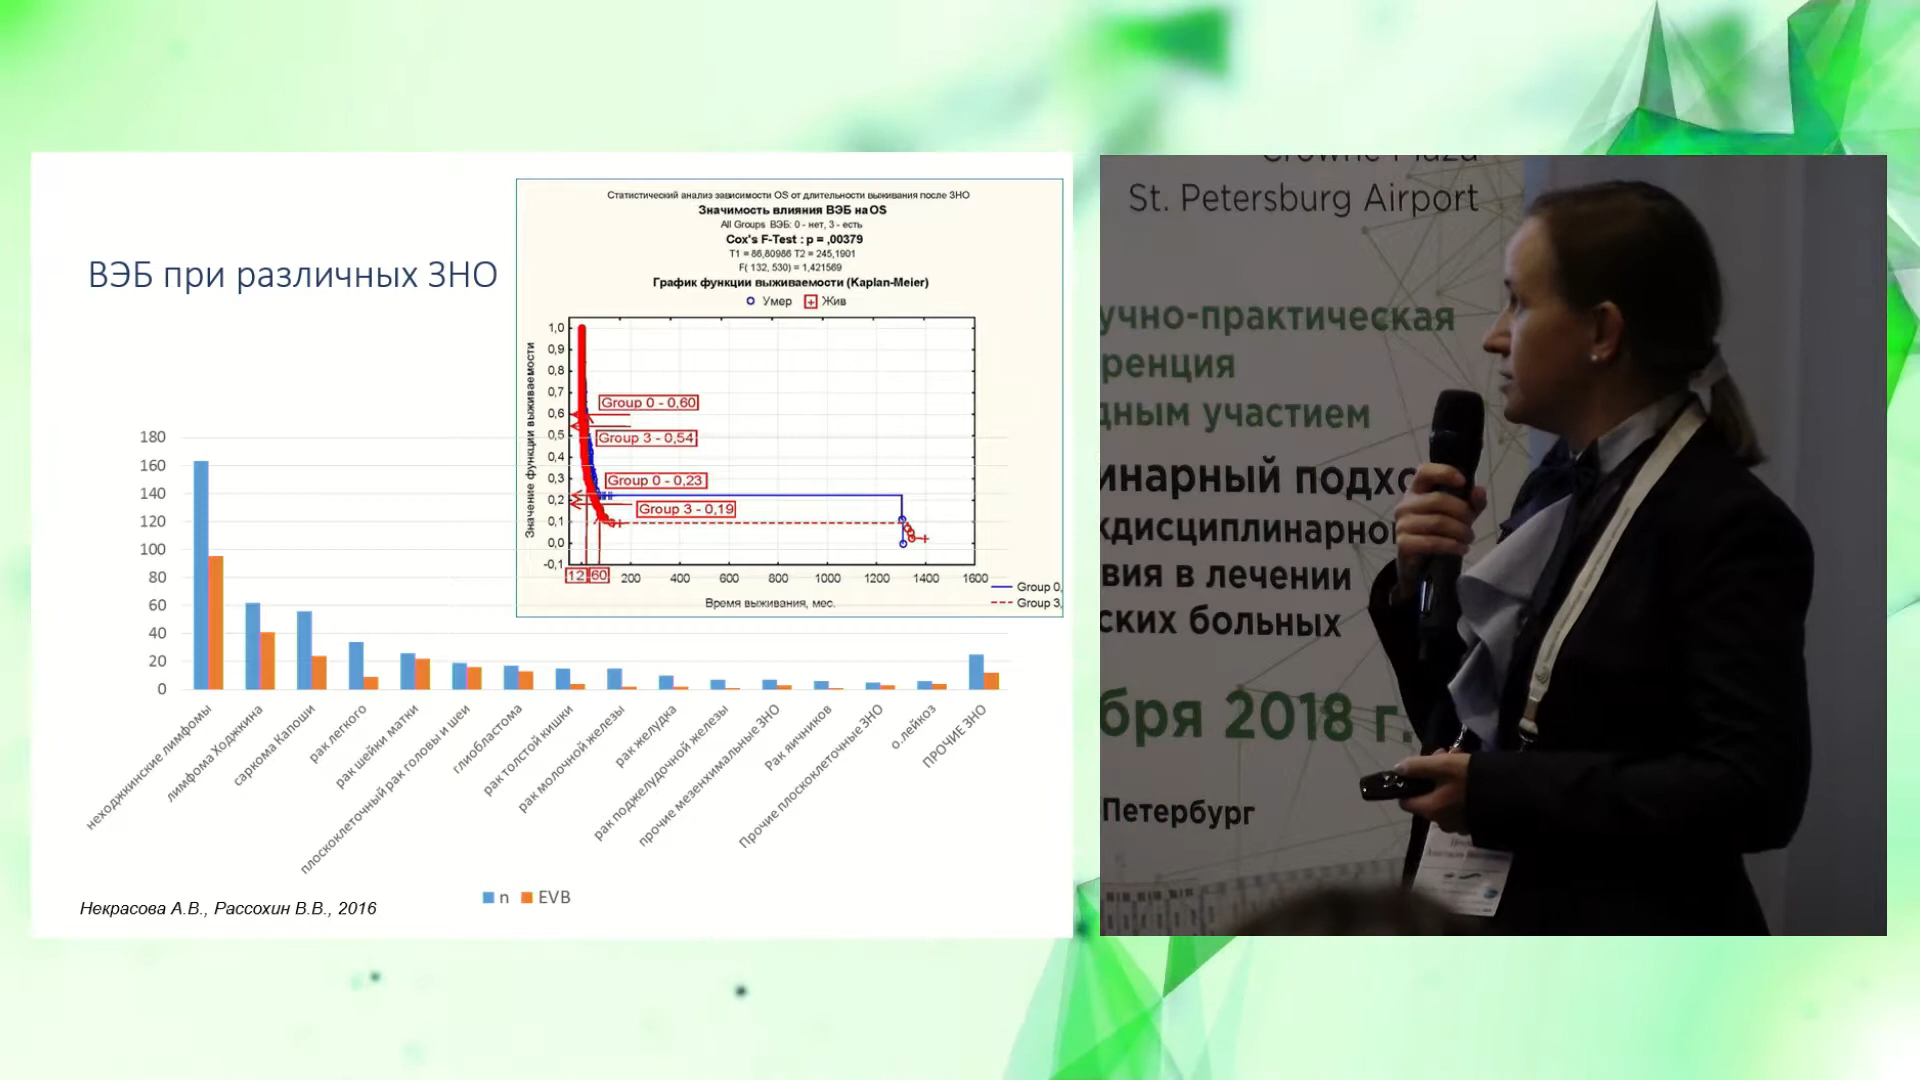 ВЭБ при различных ЗНО
Статистический анализ зависимости OS от длительности выживания после ЗНО
Значимость влияния ВЭБ на OS
All Groups ВЭБ: 0 - нет, 3 - есть
Cox's F-Test : p = ,00379
T1 = 86,80986 T2 = 245,1901
F( 132, 530) = 1,421569
График функции выживаемости (Kaplan-Meier)
Умер Жив
Значение функции выживаемости
1,0
0,9
0,8
0,7
0,6
0,5
0,4
0,3
0,2
0,1
0,0
-0,1
Group 0 - 0,60
Group 3 - 0,54
Group 0 - 0,23
Group 3 - 0,19
12 60 200 400 600 800 1000 1200 1400 1600
Время выживания, мес.
Group 0,
Group 3,
180
160
140
120
100
80
60
40
20
0
неходжкинские лимфомы
лимфома Ходжкина
саркома Капоши
рак легкого
рак шейки матки
плоскоклеточный рак головы и шеи
глиобластома
рак толстой кишки
рак молочной железы
рак желудка
рак поджелудочной железы
прочие мезенхимальные ЗНО
Рак яичников
Прочие плоскоклеточные ЗНО
о.лейкоз
ПРОЧИЕ ЗНО
n EVB
Некрасова А.В., Рассохин В.В., 2016
Crowne Plaza
St. Petersburg Airport
учно-практическая
ренция
дным участием
инарный подхо
ждисциплинарно
вия в лечении
ских больных
бря 2018 г.
Петербург